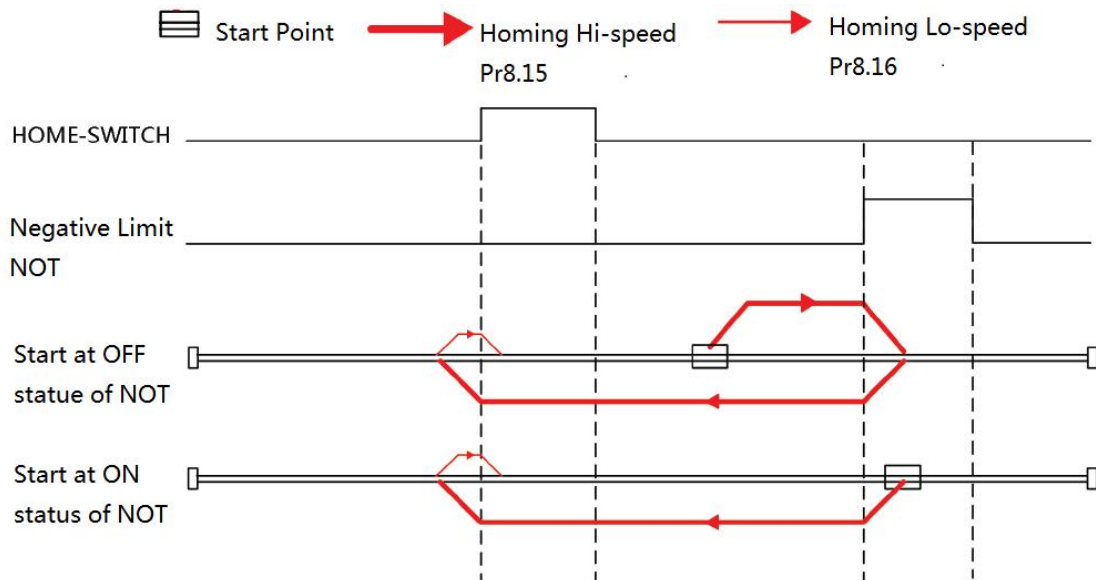 Start Point
Homing Hi-speed
Pr8.15
Homing Lo-speed
Pr8.16
HOME-SWITCH
Negative Limit
NOT
Start at OFF
statue of NOT
Start at ON
status of NOT